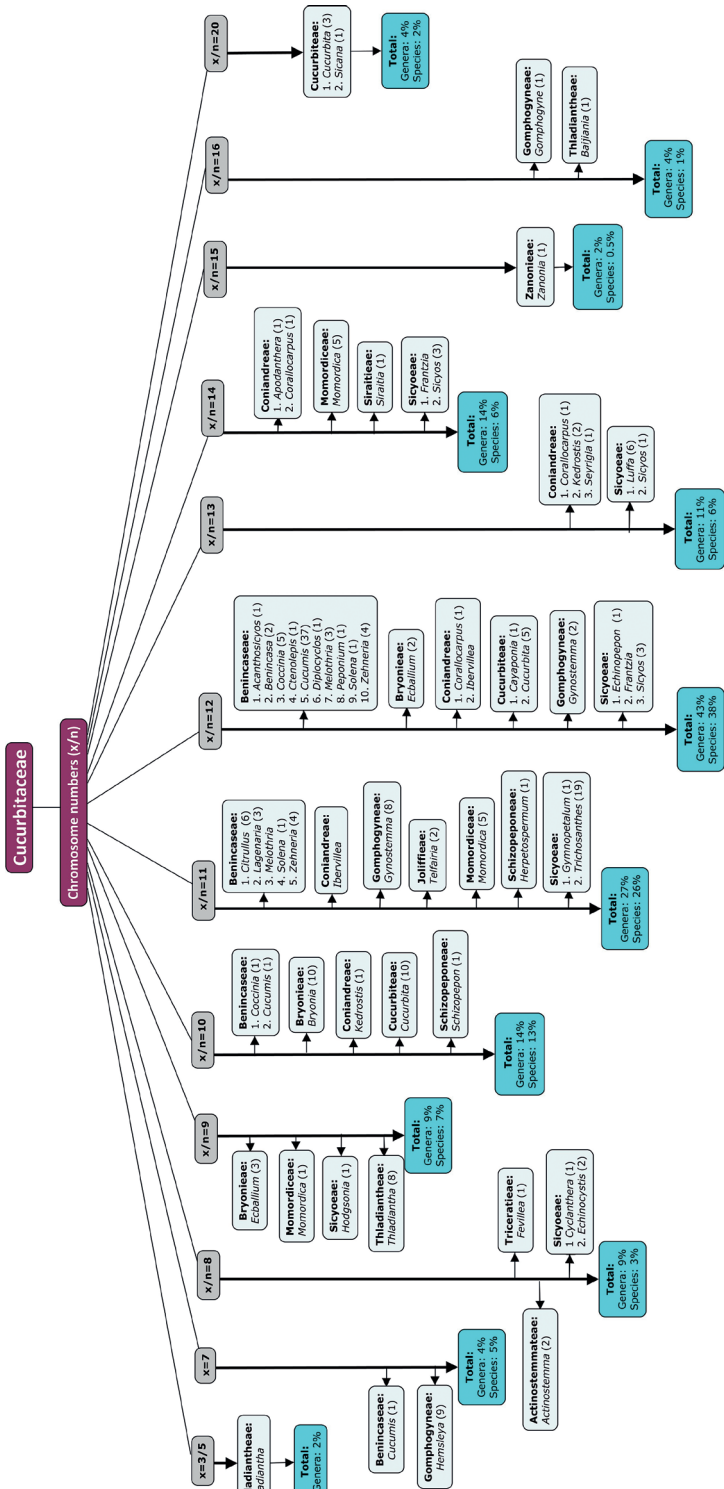 Cucurbitaceae
Chromosome numbers (x/n)
x=3/5
adiantheae:
adiantha
Total:
Genera: 2%
x=7
Benincaseae:
Cucumis (1)
Gomphogyneae:
Hemsleya (9)
Total:
Genera: 4%
Species: 5%
x/n=8
Triceratieae:
Fevillea (1)
Actinostemmateae:
Actinostemma (2)
Sicyoeae:
1 Cyclanthera (1)
2. Echinocystis (2)
Total:
Genera: 9%
Species: 3%
x/n=9
Bryonieae:
Ecballium (3)
Momordiceae:
Momordica (1)
Sicyoeae:
Hodgsonia (1)
Thladiantheae:
Thladiantha (8)
Total:
Genera: 9%
Species: 7%
x/n=10
Benincaseae:
1. Coccinia (1)
2. Cucumis (1)
Bryonieae:
Bryonia (10)
Coniandreae:
Kedrostis (1)
Cucurbiteae:
Cucurbita (10)
Schizopeponeae:
Schizopepon (1)
Total:
Genera: 14%
Species: 13%
x/n=11
Benincaseae:
1. Citrullus (6)
2. Lagenaria (3)
3. Melothria
4. Solena (1)
5. Zehneria (4)
Coniandreae:
Ibervillea
Gomphogyneae:
Gynostemma (8)
Joliffieae:
Telfairia (2)
Momordiceae:
Momordica (5)
Schizopeponeae:
Herpetospermum (1)
Sicyoeae:
1. Gymnopetalum (1)
2. Trichosanthes (19)
Total:
Genera: 27%
Species: 26%
x/n=12
Benincaseae:
1. Acanthosicyos (1)
2. Benincasa (2)
3. Coccinia (5)
4. Ctenolepis (1)
5. Cucumis (37)
6. Diplocyclos (1)
7. Melothria (3)
8. Peponium (1)
9. Solena (1)
10. Zehneria (4)
Bryonieae:
Ecballium (2)
Coniandreae:
1. Corallocarpus (1)
2. Ibervillea
Cucurbiteae:
1. Cayaponia (1)
2. Cucurbita (5)
Gomphogyneae:
Gynostemma (2)
Sicyoeae:
1. Echinopepon (1)
2. Frantzia
3. Sicyos (3)
Total:
Genera: 43%
Species: 38%
x/n=13
Coniandreae:
1. Corallocarpus (1)
2. Kedrostis (2)
3. Seyrigla (1)
Sicyoeae:
1. Luffa (6)
2. Sicyos (1)
Total:
Genera: 11%
Species: 6%
x/n=14
Coniandreae:
1. Apodanthera (1)
2. Corallocarpus (1)
Momordiceae:
Momordica (5)
Siraitieae:
Siraitia (1)
Sicyoeae:
1. Frantzia
2. Sicyos (3)
Total:
Genera: 14%
Species: 6%
x/n=15
Zanonieae:
Zanonia (1)
Total:
Genera: 2%
Species: 0.5%
x/n=16
Gomphogyneae:
Gomphogyne (1)
Thladiantheae:
Baijiania (1)
Total:
Genera: 4%
Species: 1%
x/n=20
Cucurbiteae:
1. Cucurbita (3)
2. Sicana (1)
Total:
Genera: 4%
Species: 2%